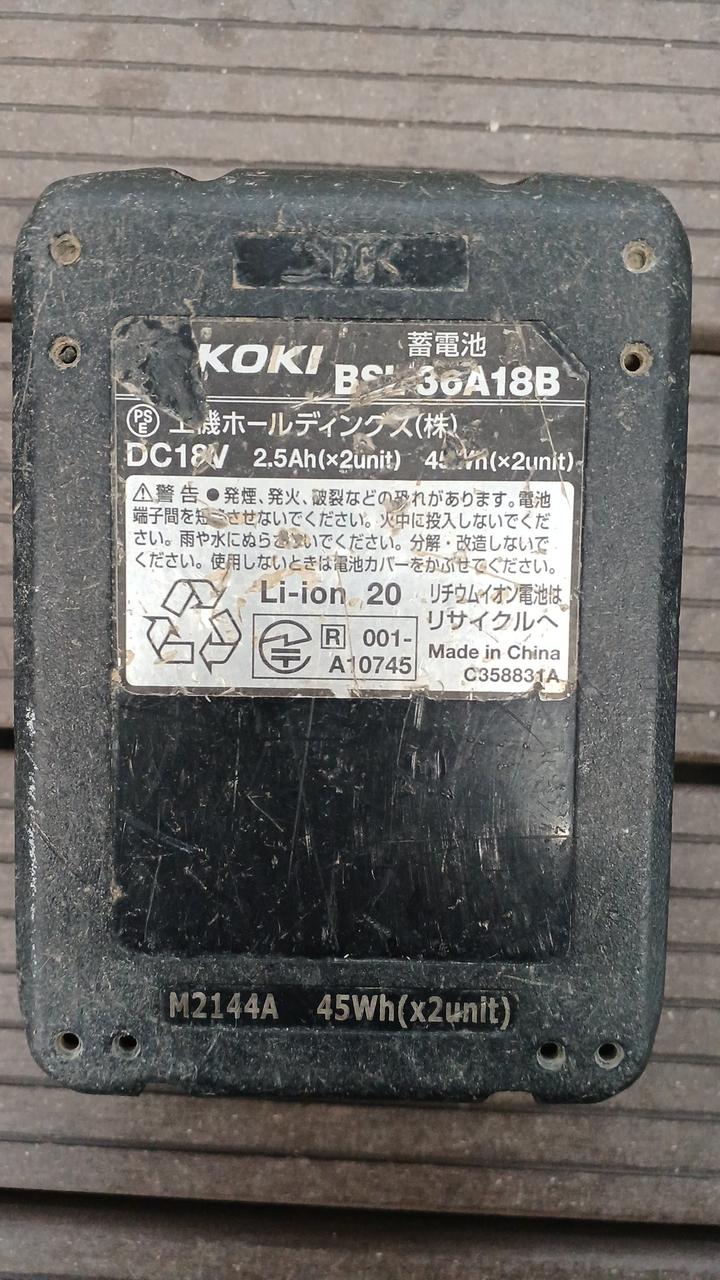 KOKI
蓄電池
BSL 36A18B
PS
E
工機ホールディングス(株)
DC18V 2.5Ah(×2unit) 45Wh(×2unit)
⚠警告 ●発煙、発火、破裂などの恐れがあります。電池
端子間を短絡させないでください。火中に投入しないでくだ
さい。雨や水にぬらさないでください。分解・改造しないで
ください。使用しないときは電池カバーをかぶせてください。
Li-ion 20
リチウムイオン電池は
リサイクルへ
R 001-
A10745
Made in China
C358831A
M2144A 45Wh(x2unit)